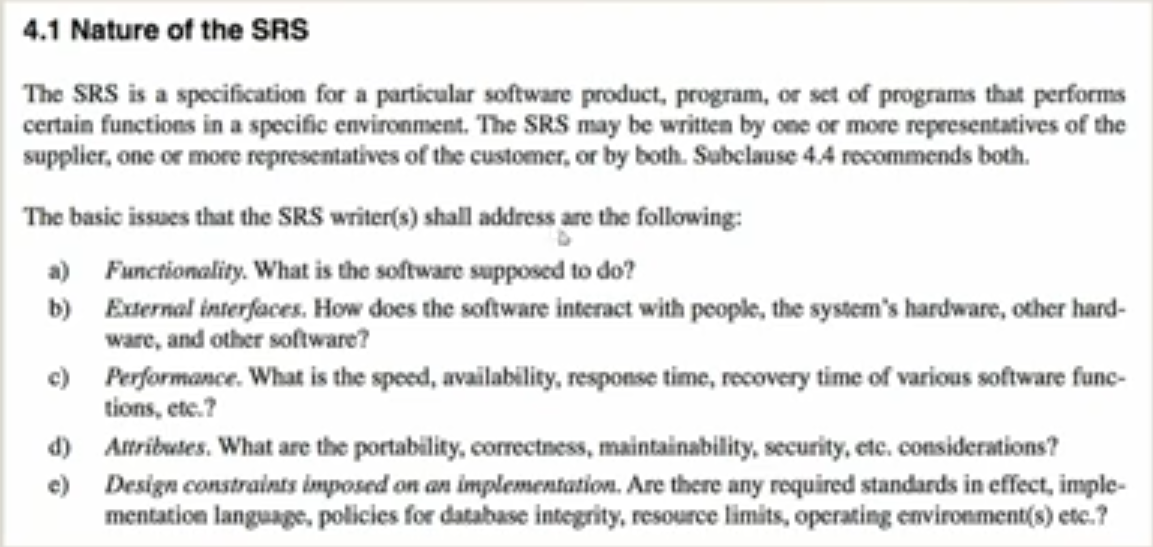 4.1 Nature of the SRS
The SRS is a specification for a particular software product, program, or set of programs that performs
certain functions in a specific environment. The SRS may be written by one or more representatives of the
supplier, one or more representatives of the customer, or by both. Subclause 4.4 recommends both.
The basic issues that the SRS writer(s) shall address are the following:
a) Functionality. What is the software supposed to do?
b) External interfaces. How does the software interact with people, the system's hardware, other hard-
ware, and other software?
c) Performance. What is the speed, availability, response time, recovery time of various software func-
tions, etc.?
d) Attributes. What are the portability, correctness, maintainability, security, etc. considerations?
e) Design constraints imposed on an implementation. Are there any required standards in effect, imple-
mentation language, policies for database integrity, resource limits, operating environment(s) etc.?